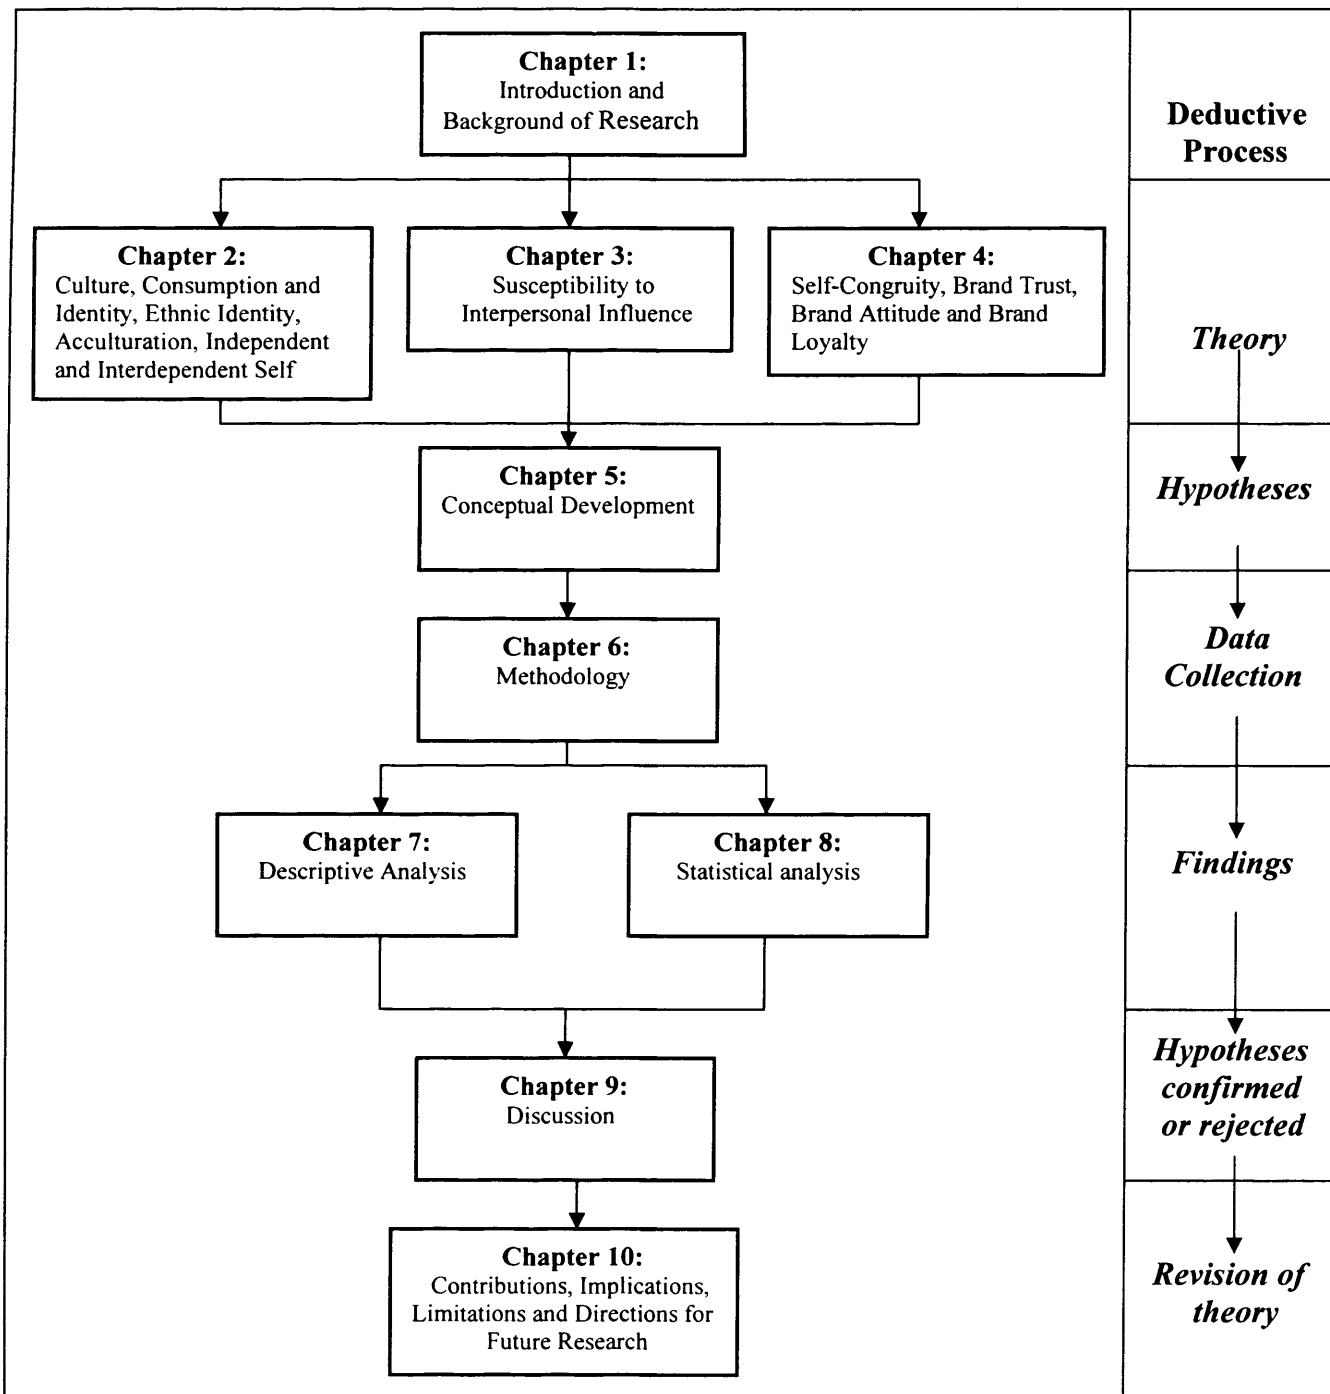 Chapter 1:
Introduction and
Background of Research
Deductive
Process
Chapter 2:
Culture, Consumption and
Identity, Ethnic Identity,
Acculturation, Independent
and Interdependent Self
Chapter 3:
Susceptibility to
Interpersonal Influence
Chapter 4:
Self-Congruity, Brand Trust,
Brand Attitude and Brand
Loyalty
Theory
Chapter 5:
Conceptual Development
Hypotheses
Chapter 6:
Methodology
Data
Collection
Chapter 7:
Descriptive Analysis
Chapter 8:
Statistical analysis
Findings
Chapter 9:
Discussion
Hypotheses
confirmed
or rejected
Chapter 10:
Contributions, Implications,
Limitations and Directions for
Future Research
Revision of
theory